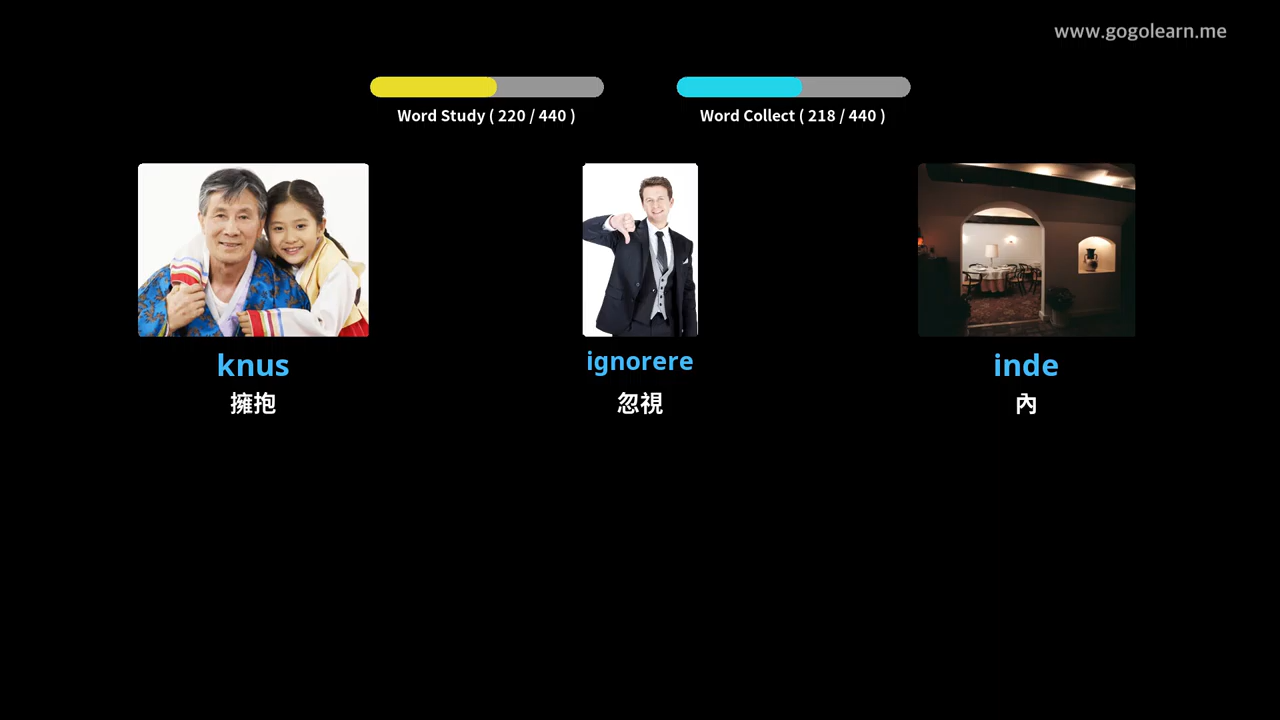 www.gogolearn.me
Word Study ( 220 / 440 )
Word Collect ( 218 / 440 )
knus
擁抱
ignorere
忽視
inde
內